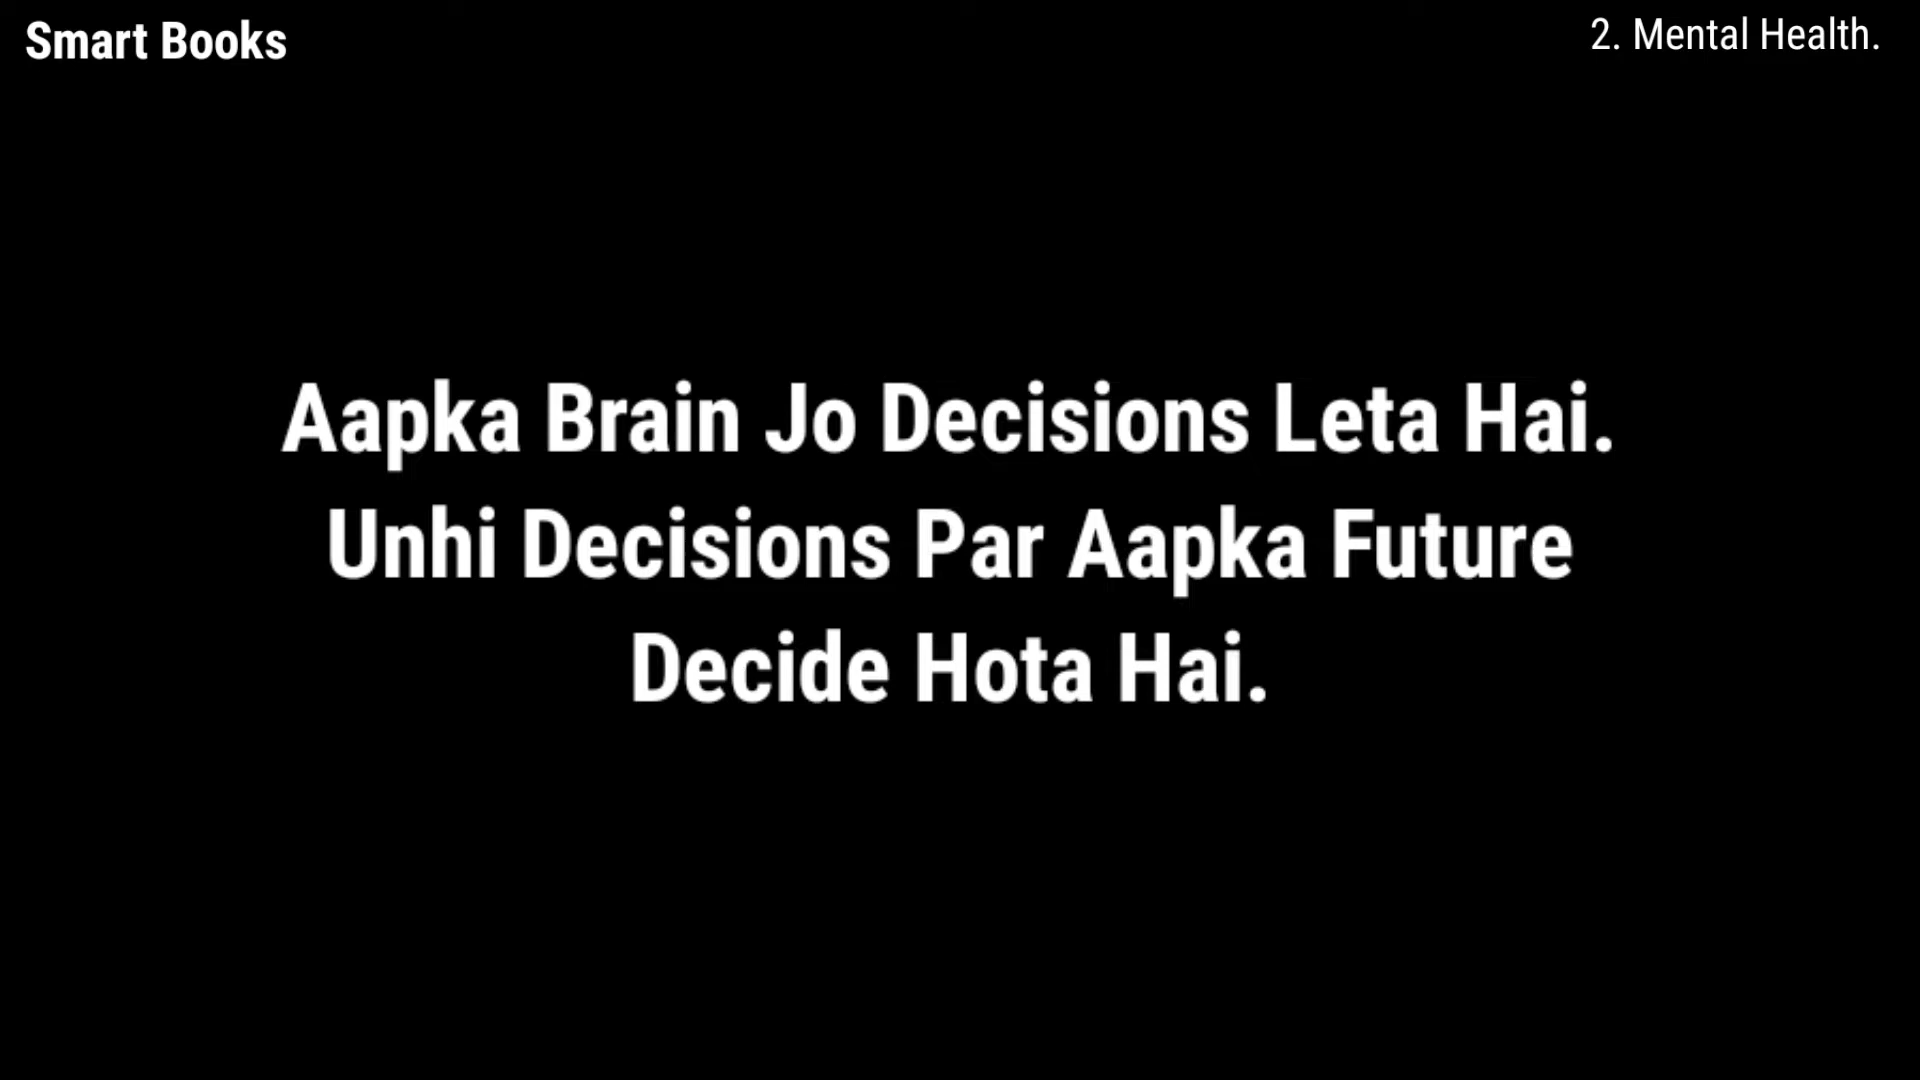 Smart Books
2. Mental Health.
Aapka Brain Jo Decisions Leta Hai.
Unhi Decisions Par Aapka Future
Decide Hota Hai.